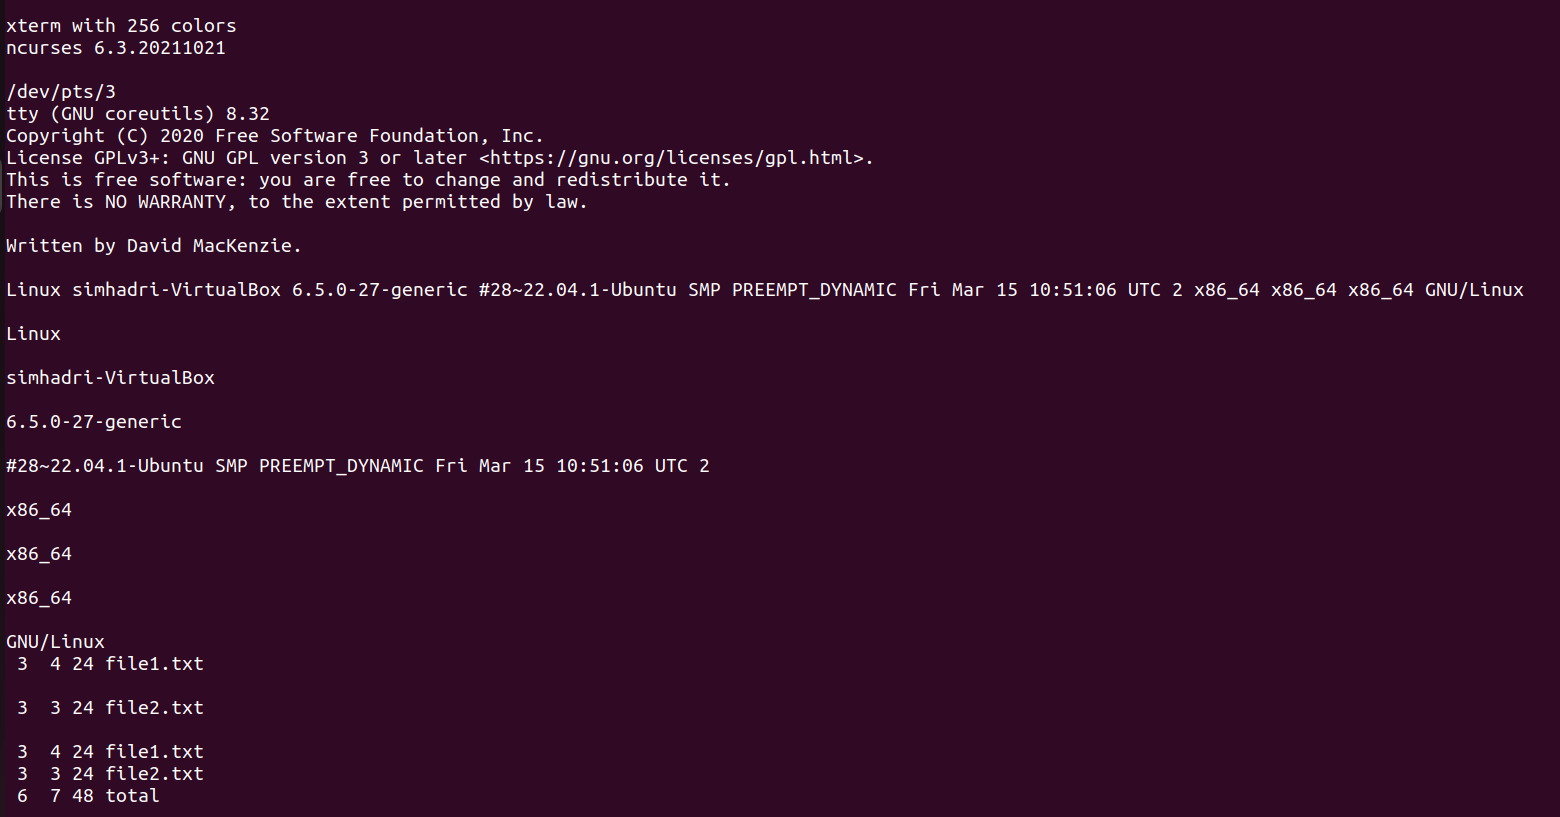 xterm with 256 colors
ncurses 6.3.20211021
/dev/pts/3
tty (GNU coreutils) 8.32
Copyright (C) 2020 Free Software Foundation, Inc.
License GPLv3+: GNU GPL version 3 or later <https://gnu.org/licenses/gpl.html>.
This is free software: you are free to change and redistribute it.
There is NO WARRANTY, to the extent permitted by law.
Written by David MacKenzie.
Linux simhadri-VirtualBox 6.5.0-27-generic #28~22.04.1-Ubuntu SMP PREEMPT_DYNAMIC Fri Mar 15 10:51:06 UTC 2 x86_64 x86_64 x86_64 GNU/Linux
Linux
simhadri-VirtualBox
6.5.0-27-generic
#28~22.04.1-Ubuntu SMP PREEMPT_DYNAMIC Fri Mar 15 10:51:06 UTC 2
x86_64
x86_64
x86_64
GNU/Linux
 3  4 24 file1.txt
 3  3 24 file2.txt
 3  4 24 file1.txt
 3  3 24 file2.txt
 6  7 48 total